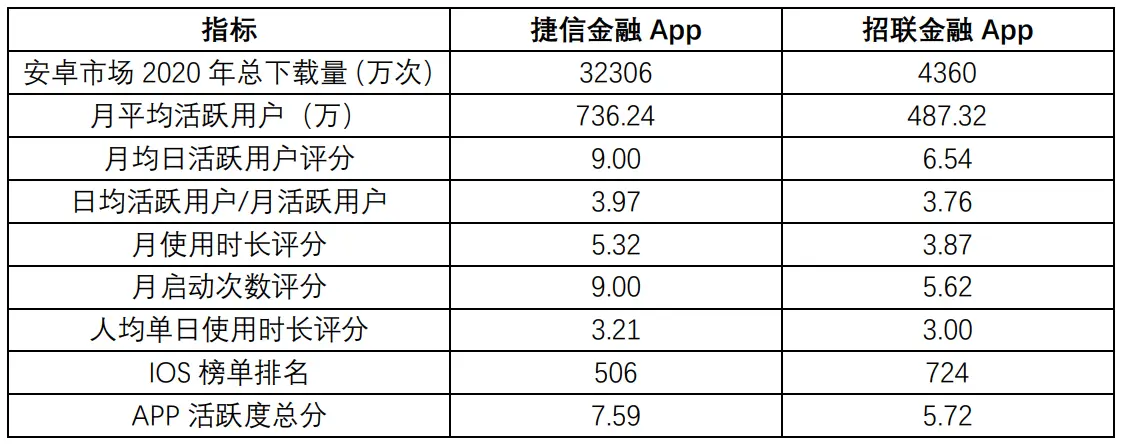 指标 捷信金融 App 招联金融 App
安卓市场 2020 年总下载量（万次） 32306 4360
月平均活跃用户（万） 736.24 487.32
月均日活跃用户评分 9.00 6.54
日均活跃用户/月活跃用户 3.97 3.76
月使用时长评分 5.32 3.87
月启动次数评分 9.00 5.62
人均单日使用时长评分 3.21 3.00
IOS 榜单排名 506 724
APP 活跃度总分 7.59 5.72